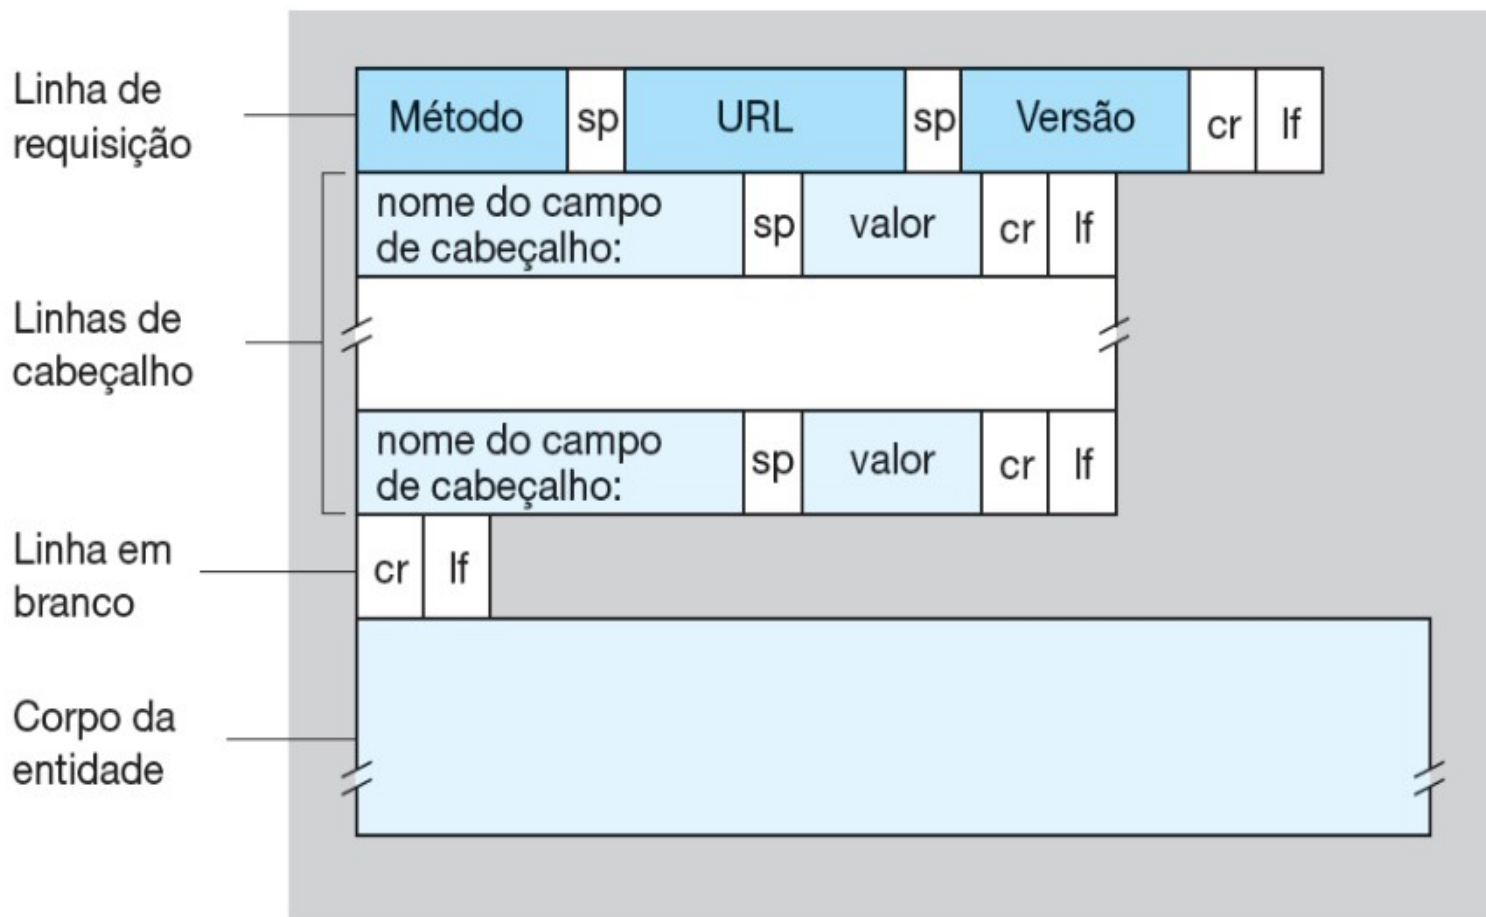 Linha de
requisição
Método sp URL sp Versão cr lf
nome do campo
de cabeçalho: sp valor cr lf
Linhas de
cabeçalho
nome do campo
de cabeçalho: sp valor cr lf
Linha em
branco
cr lf
Corpo da
entidade